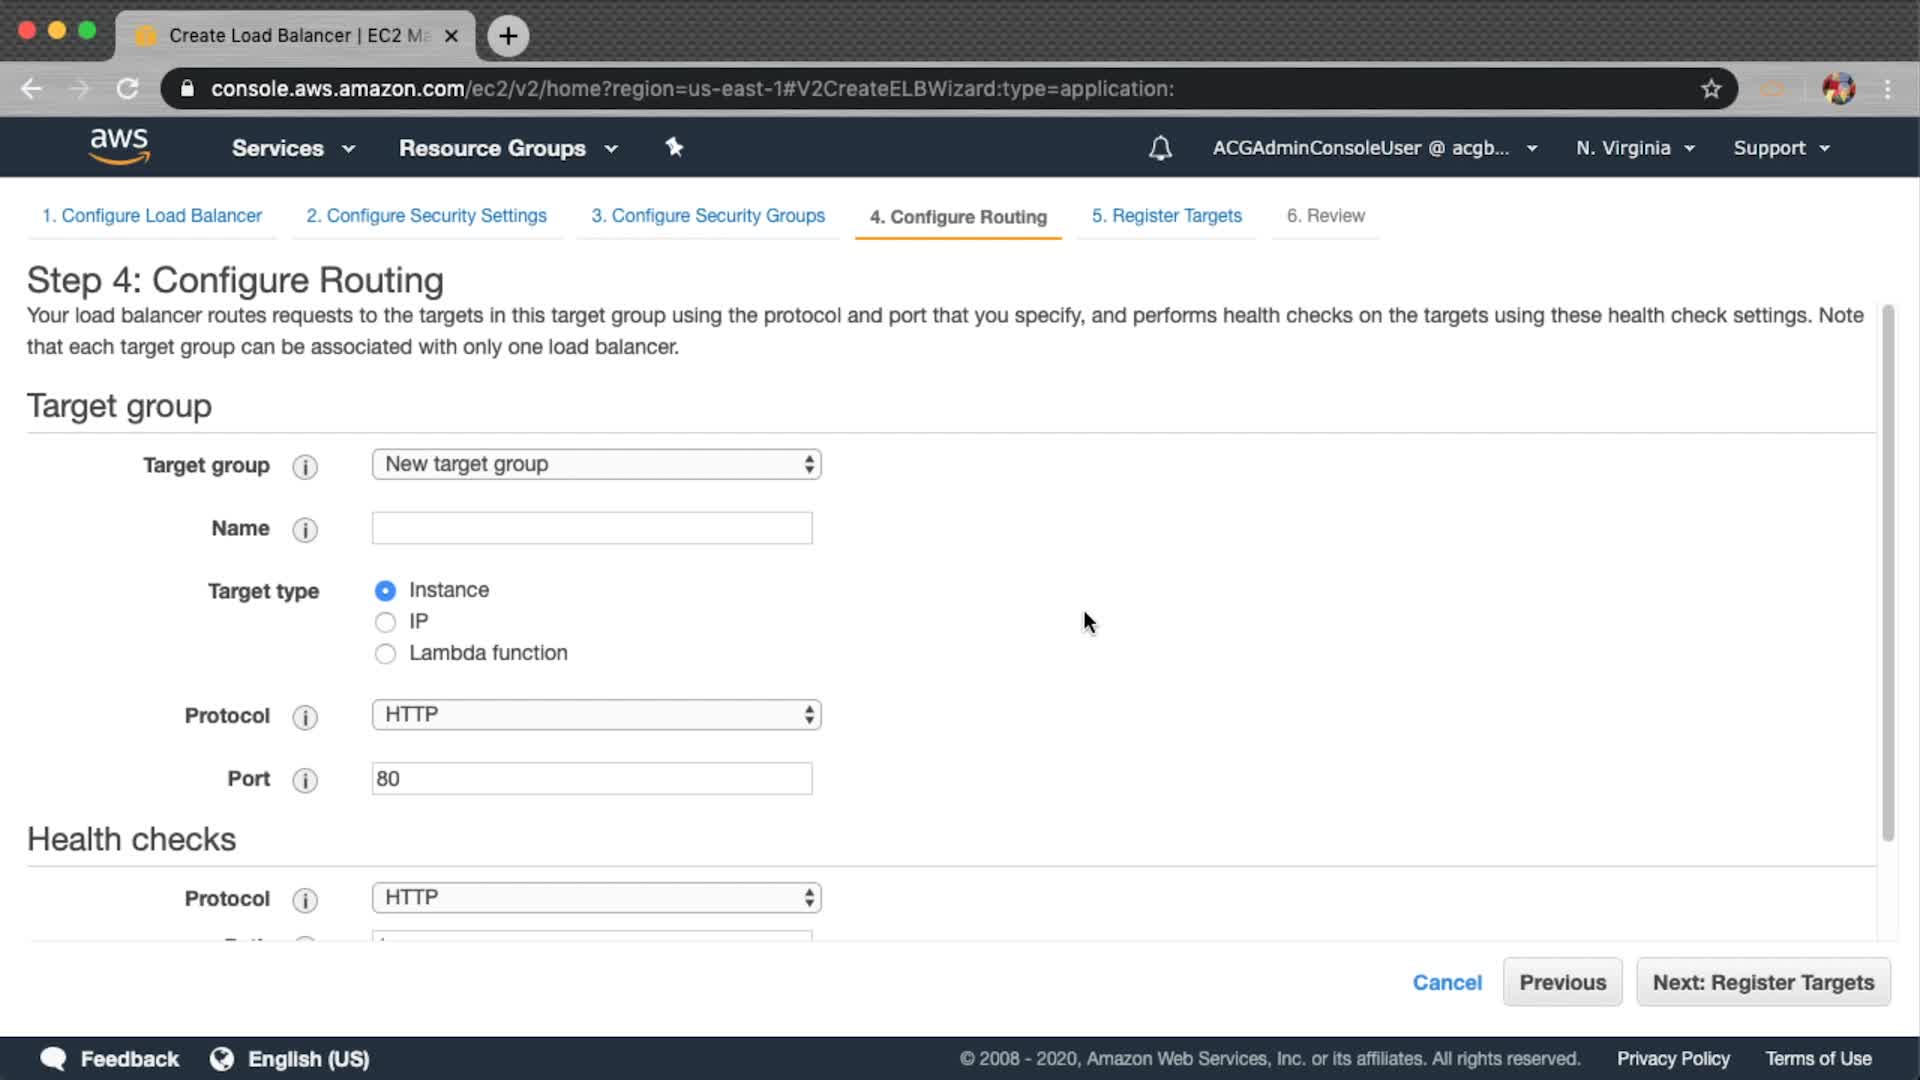 Create Load Balancer | EC2 Ma
console.aws.amazon.com/ec2/v2/home?region=us-east-1#V2CreateELBWizard:type=application:
aws Services Resource Groups ACGAdminConsoleUser @ acgb... N. Virginia Support
1. Configure Load Balancer 2. Configure Security Settings 3. Configure Security Groups 4. Configure Routing 5. Register Targets 6. Review
Step 4: Configure Routing
Your load balancer routes requests to the targets in this target group using the protocol and port that you specify, and performs health checks on the targets using these health check settings. Note
that each target group can be associated with only one load balancer.
Target group
Target group i New target group
Name i
Target type Instance
IP
Lambda function
Protocol i HTTP
Port i 80
Health checks
Protocol i HTTP
Cancel Previous Next: Register Targets
Feedback English (US) © 2008 - 2020, Amazon Web Services, Inc. or its affiliates. All rights reserved. Privacy Policy Terms of Use